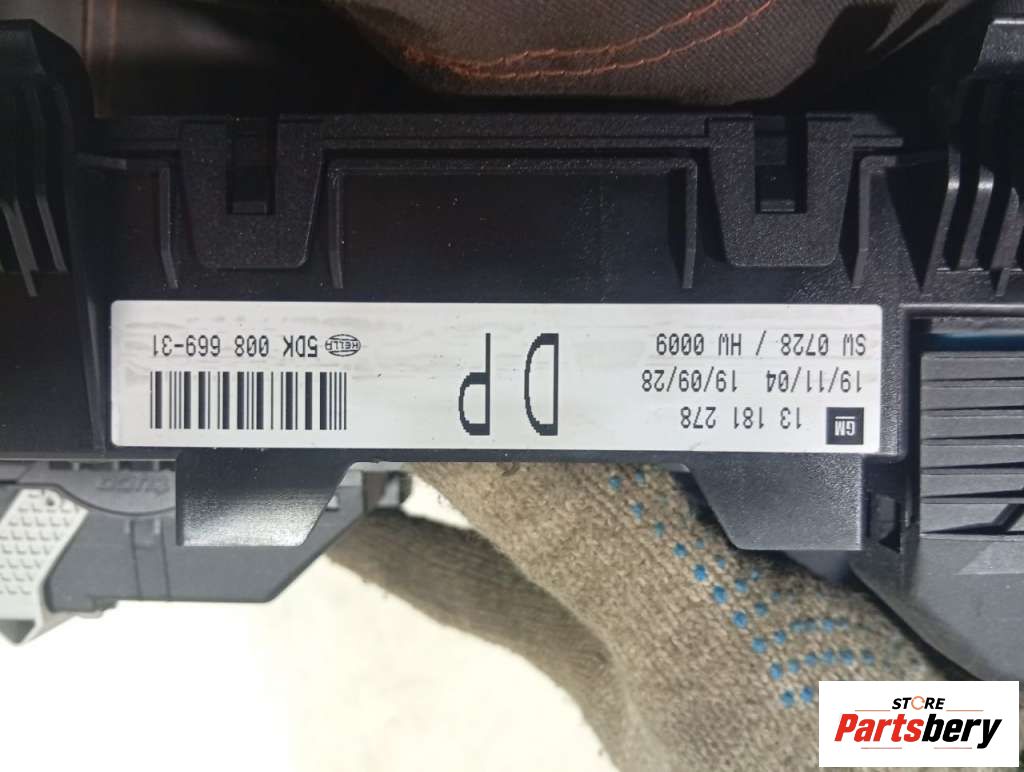 GM 13 181 278
19/11/04 19/09/28
SW 0728 / HW 0009
DP
HELLA 5DK 008 669-31
STORE
Partsbery